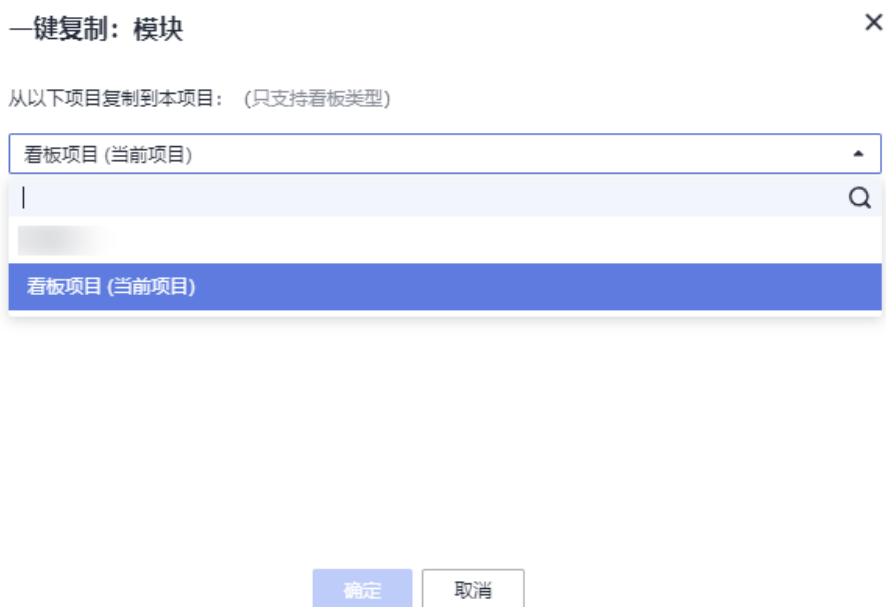 一键复制：模块
从以下项目复制到本项目： (只支持看板类型)
看板项目 (当前项目)
看板项目 (当前项目)
确定 取消